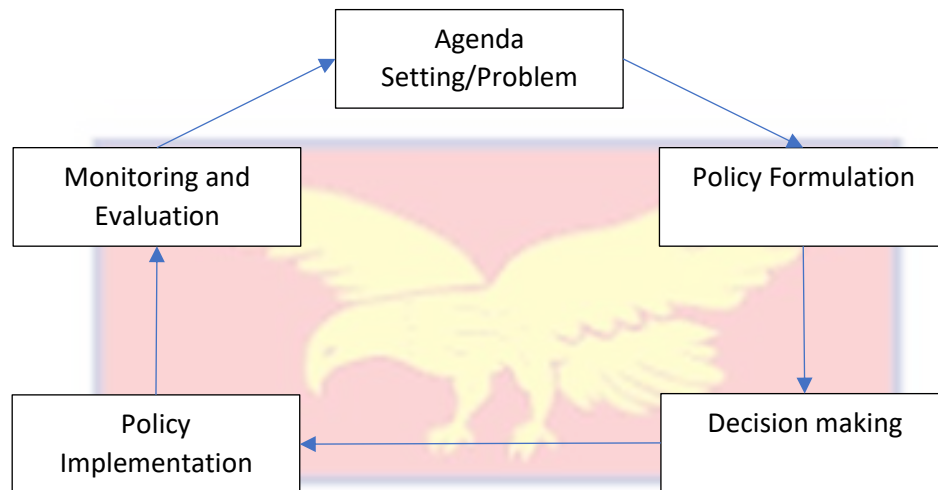 Agenda
Setting/Problem
Policy Formulation
Decision making
Policy
Implementation
Monitoring and
Evaluation